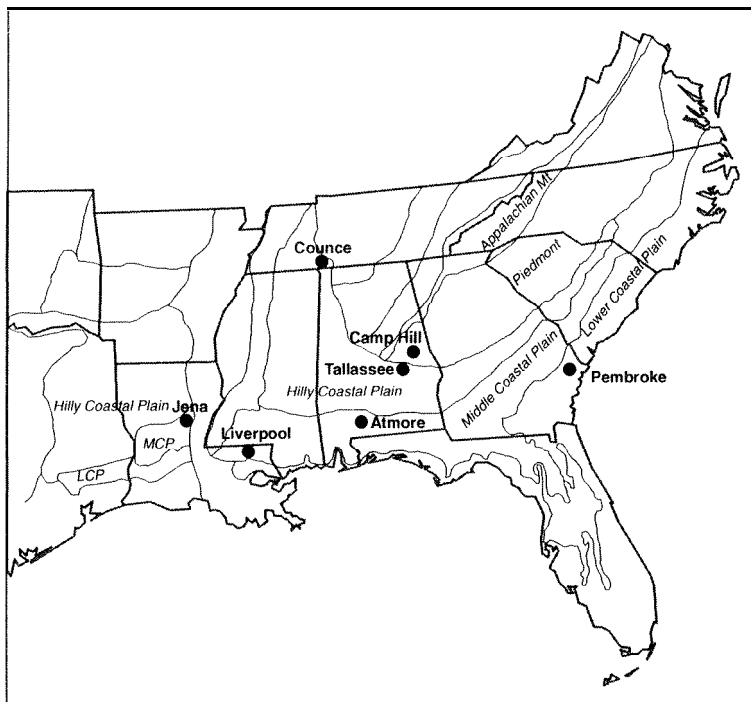 Appalachian Mt
Counce
Piedmont
Lower Coastal Plain
Camp Hill
Tallassee
Pembroke
Hilly Coastal Plain
Middle Coastal Plain
Hilly Coastal Plain
Jena
Atmore
Liverpool
MCP
LCP